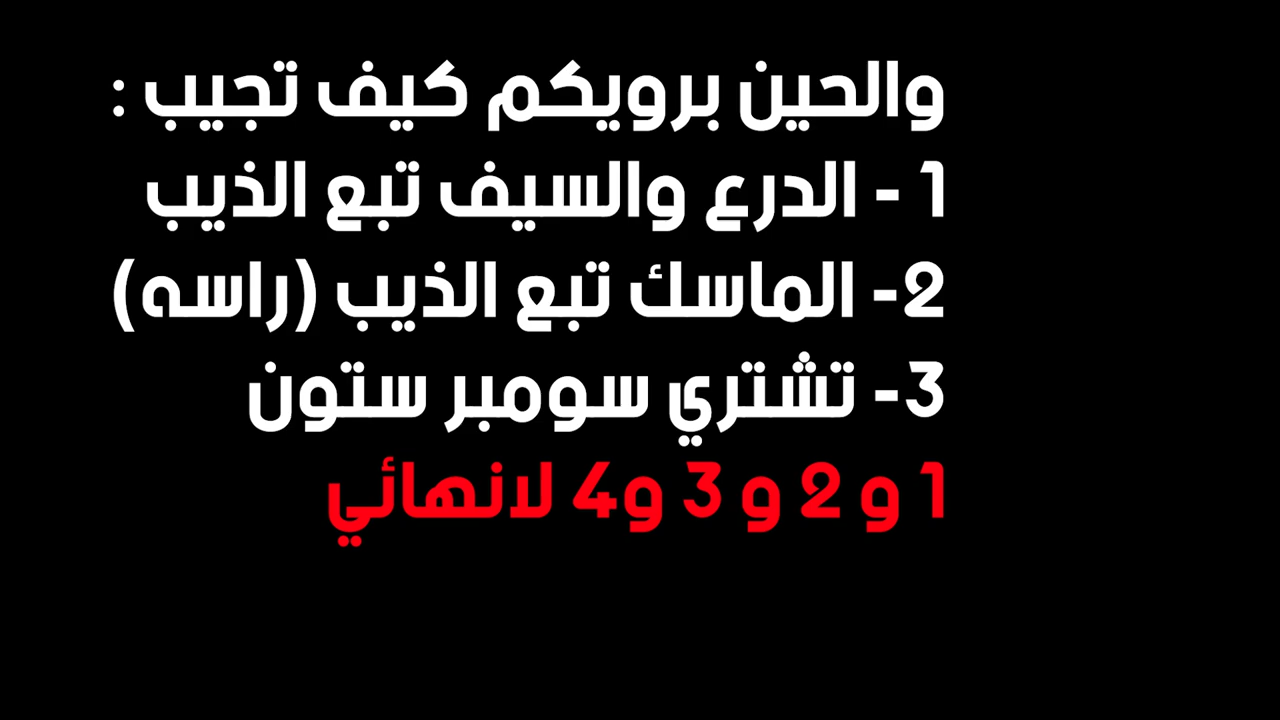 والحين برويكم كيف تجيب :
1 - الدرع والسيف تبع الذيب
2- الماسك تبع الذيب (راسه)
3- تشتري سومبر ستون
1 و 2 و 3 و4 لانهائي